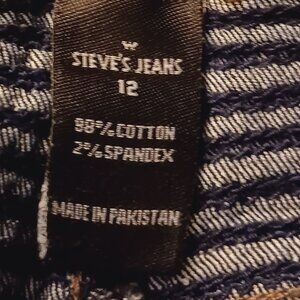 STEVE'S JEANS
12
98% COTTON
2% SPANDEX
MADE IN PAKISTAN